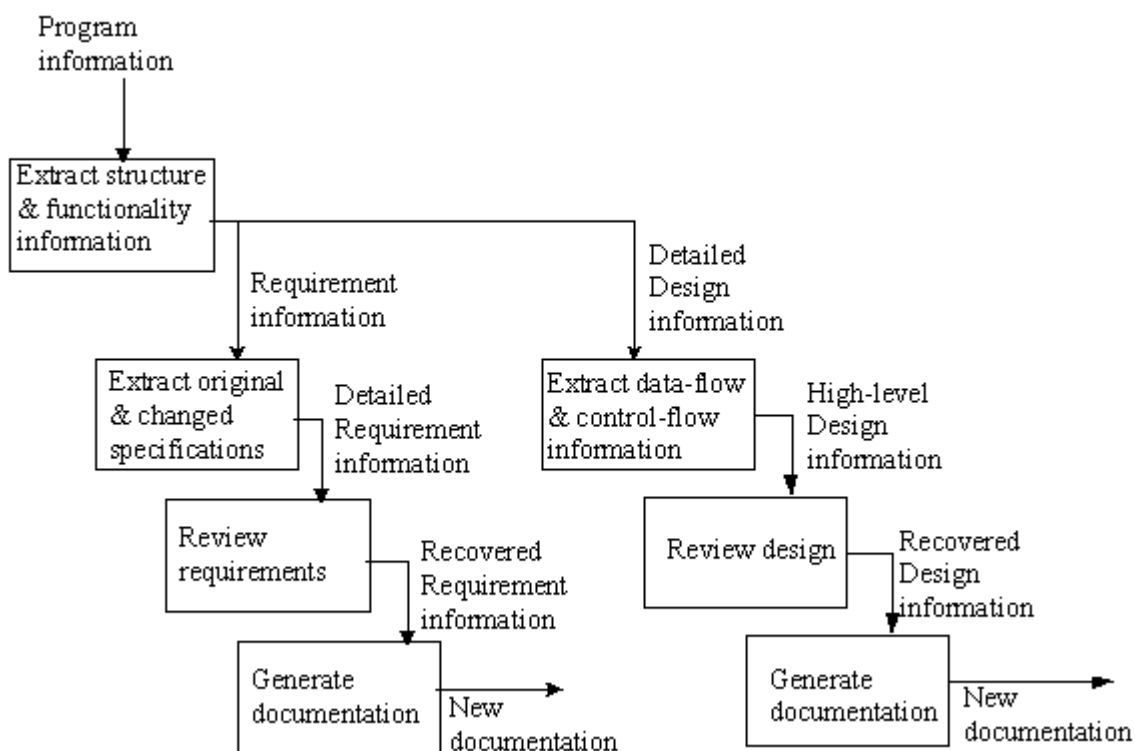 Program
information
Extract structure
& functionality
information
Requirement
information
Detailed
Design
information
Extract original
& changed
specifications
Detailed
Requirement
information
Extract data-flow
& control-flow
information
High-level
Design
information
Review
requirements
Recovered
Requirement
information
Review design
Recovered
Design
information
Generate
documentation
New
documentation
Generate
documentation
New
documentation